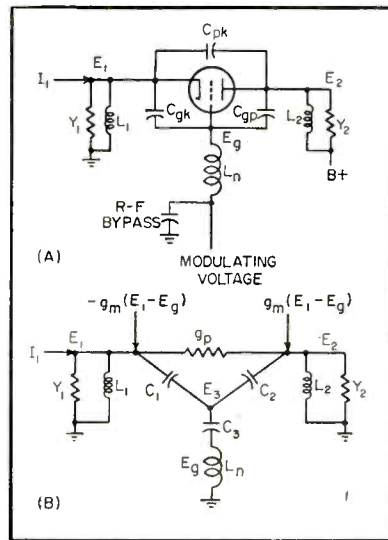 C_pk
I_1 E_1 E_2
Y_1 L_1 C_gk C_gp L_2 Y_2
E_g
L_n B+
R-F
BYPASS
(A) MODULATING
VOLTAGE
-g_m(E_1-E_g) g_m(E_1-E_g)
I_1 E_1 g_p E_2
Y_1 L_1 C_1 E_3 C_2 L_2 Y_2
C_3
E_g L_n
(B)